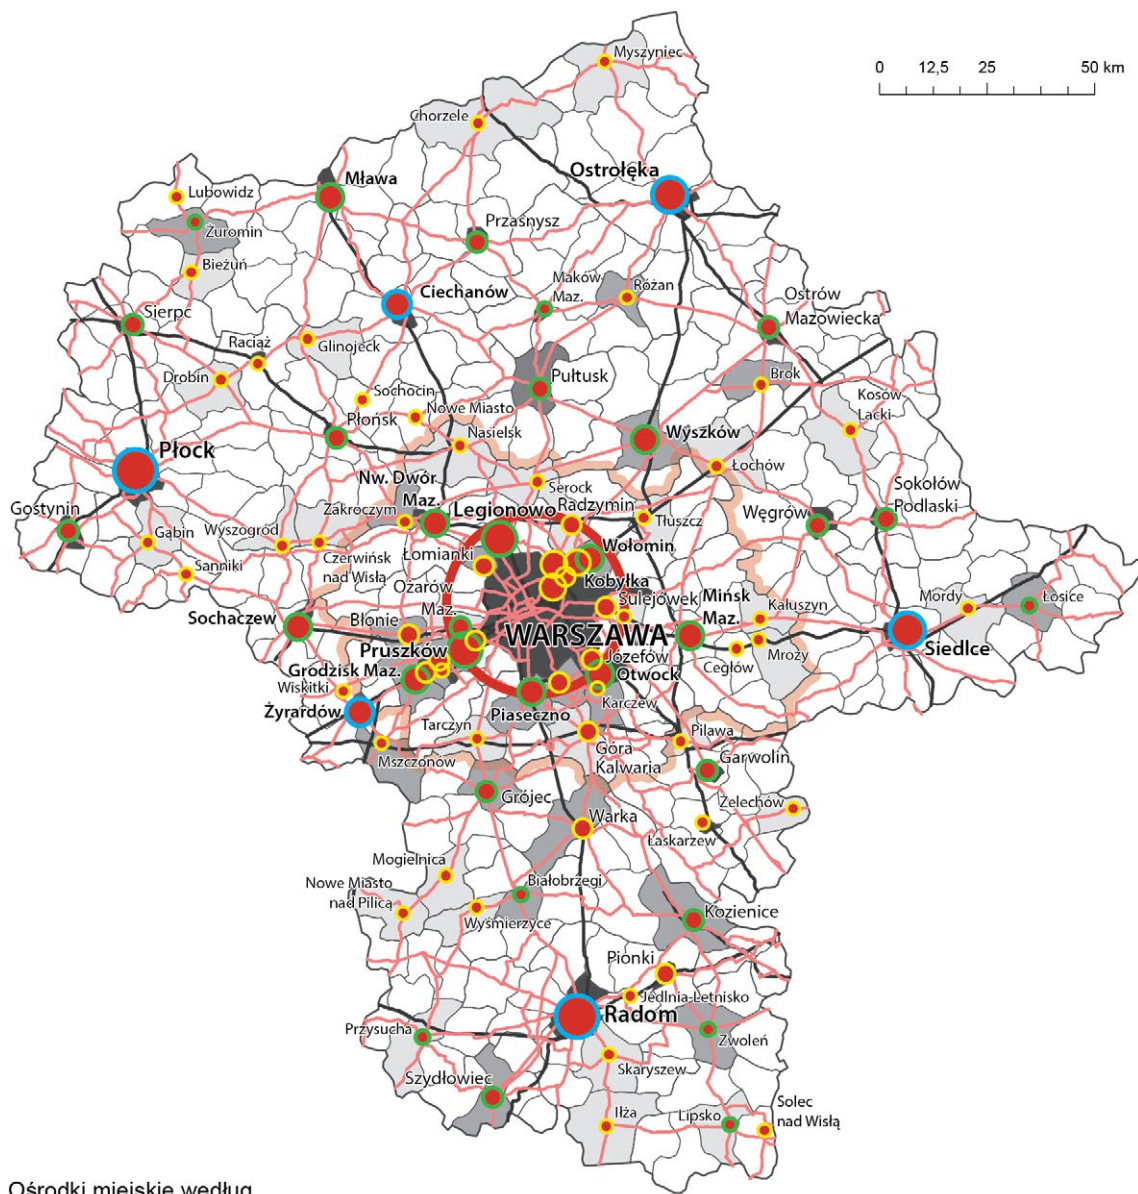 Myszyniec
0 12,5 25 50 km
Chorzele
Ostrołęka
Mława
Lubowidz
Żuromin
Przasnysz
Bieżuń
Maków
Maz.
Różan
Ciechanów
Ostrów
Mazowiecka
Sierpc
Raciąż
Glinojeck
Drobin
Pułtusk
Brok
Sochocin
Kosów
Lacki
Nowe Miasto
Płońsk
Nasielsk
Wyszków
Płock
Łochów
Nw. Dwór
Maz.
Serock
Sokołów
Podlaski
Gostynin
Zakroczym
Legionowo
Radzymin
Tłuszcz
Węgrów
Gąbin
Wyszogród
Czerwińsk
nad Wisłą
Łomianki
Wołomin
Sanniki
Ożarów
Maz.
Kobyłka
Sulejówek
Mińsk
Maz.
Kałuszyn
Mordy
Łosice
Sochaczew
Błonie
WARSZAWA
Siedlce
Pruszków
Cegłów
Mrozy
Józefów
Grodzisk Maz.
Otwock
Wiskitki
Karczew
Żyrardów
Piaseczno
Tarczyn
Pilawa
Mszczonów
Góra
Kalwaria
Garwolin
Grójec
Żelechów
Warka
Łaskarzew
Mogielnica
Nowe Miasto
nad Pilicą
Białobrzegi
Wyśmierzyce
Kozienice
Pionki
Jedlnia-Letnisko
Radom
Przysucha
Zwoleń
Skaryszew
Szydłowiec
Iłża
Lipsko
Solec
nad Wisłą
Ośrodki miejskie według